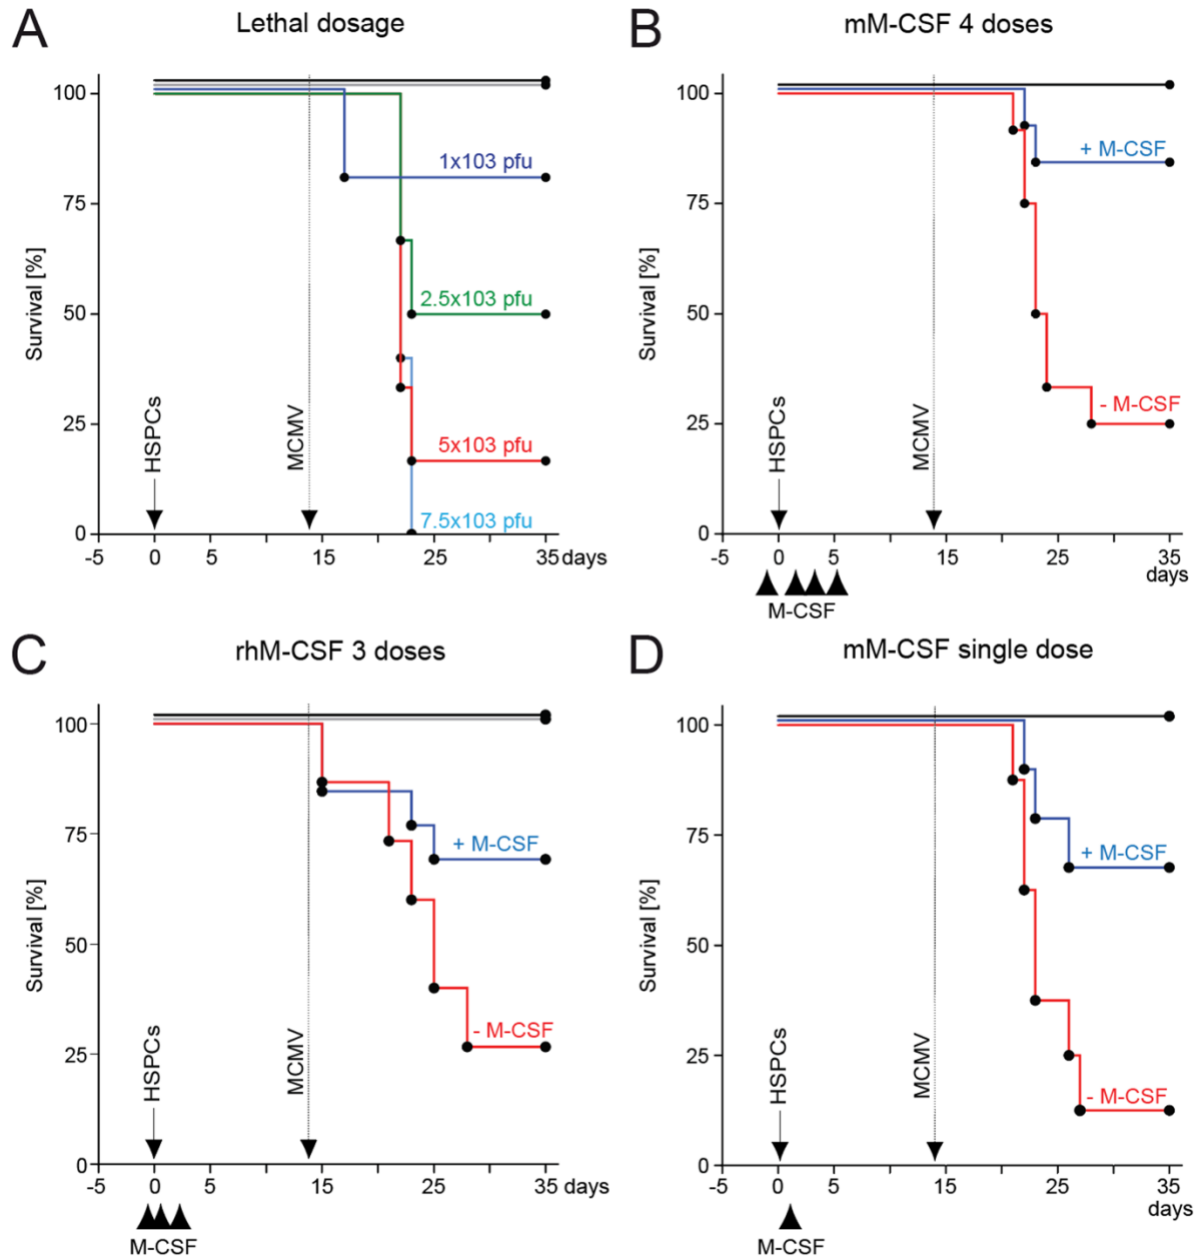 A
Lethal dosage
Survival [%]
100
75
50
25
0
-5
0
5
15
25
35 days
HSPCs
MCMV
1x103 pfu
2.5x103 pfu
5x103 pfu
7.5x103 pfu
B
mM-CSF 4 doses
Survival [%]
100
75
50
25
0
-5
0
5
15
25
35
days
HSPCs
MCMV
+ M-CSF
- M-CSF
M-CSF
C
rhM-CSF 3 doses
Survival [%]
100
75
50
25
0
-5
0
5
15
25
35 days
HSPCs
MCMV
+ M-CSF
- M-CSF
M-CSF
D
mM-CSF single dose
Survival [%]
100
75
50
25
0
-5
0
5
15
25
35
days
HSPCs
MCMV
+ M-CSF
- M-CSF
M-CSF